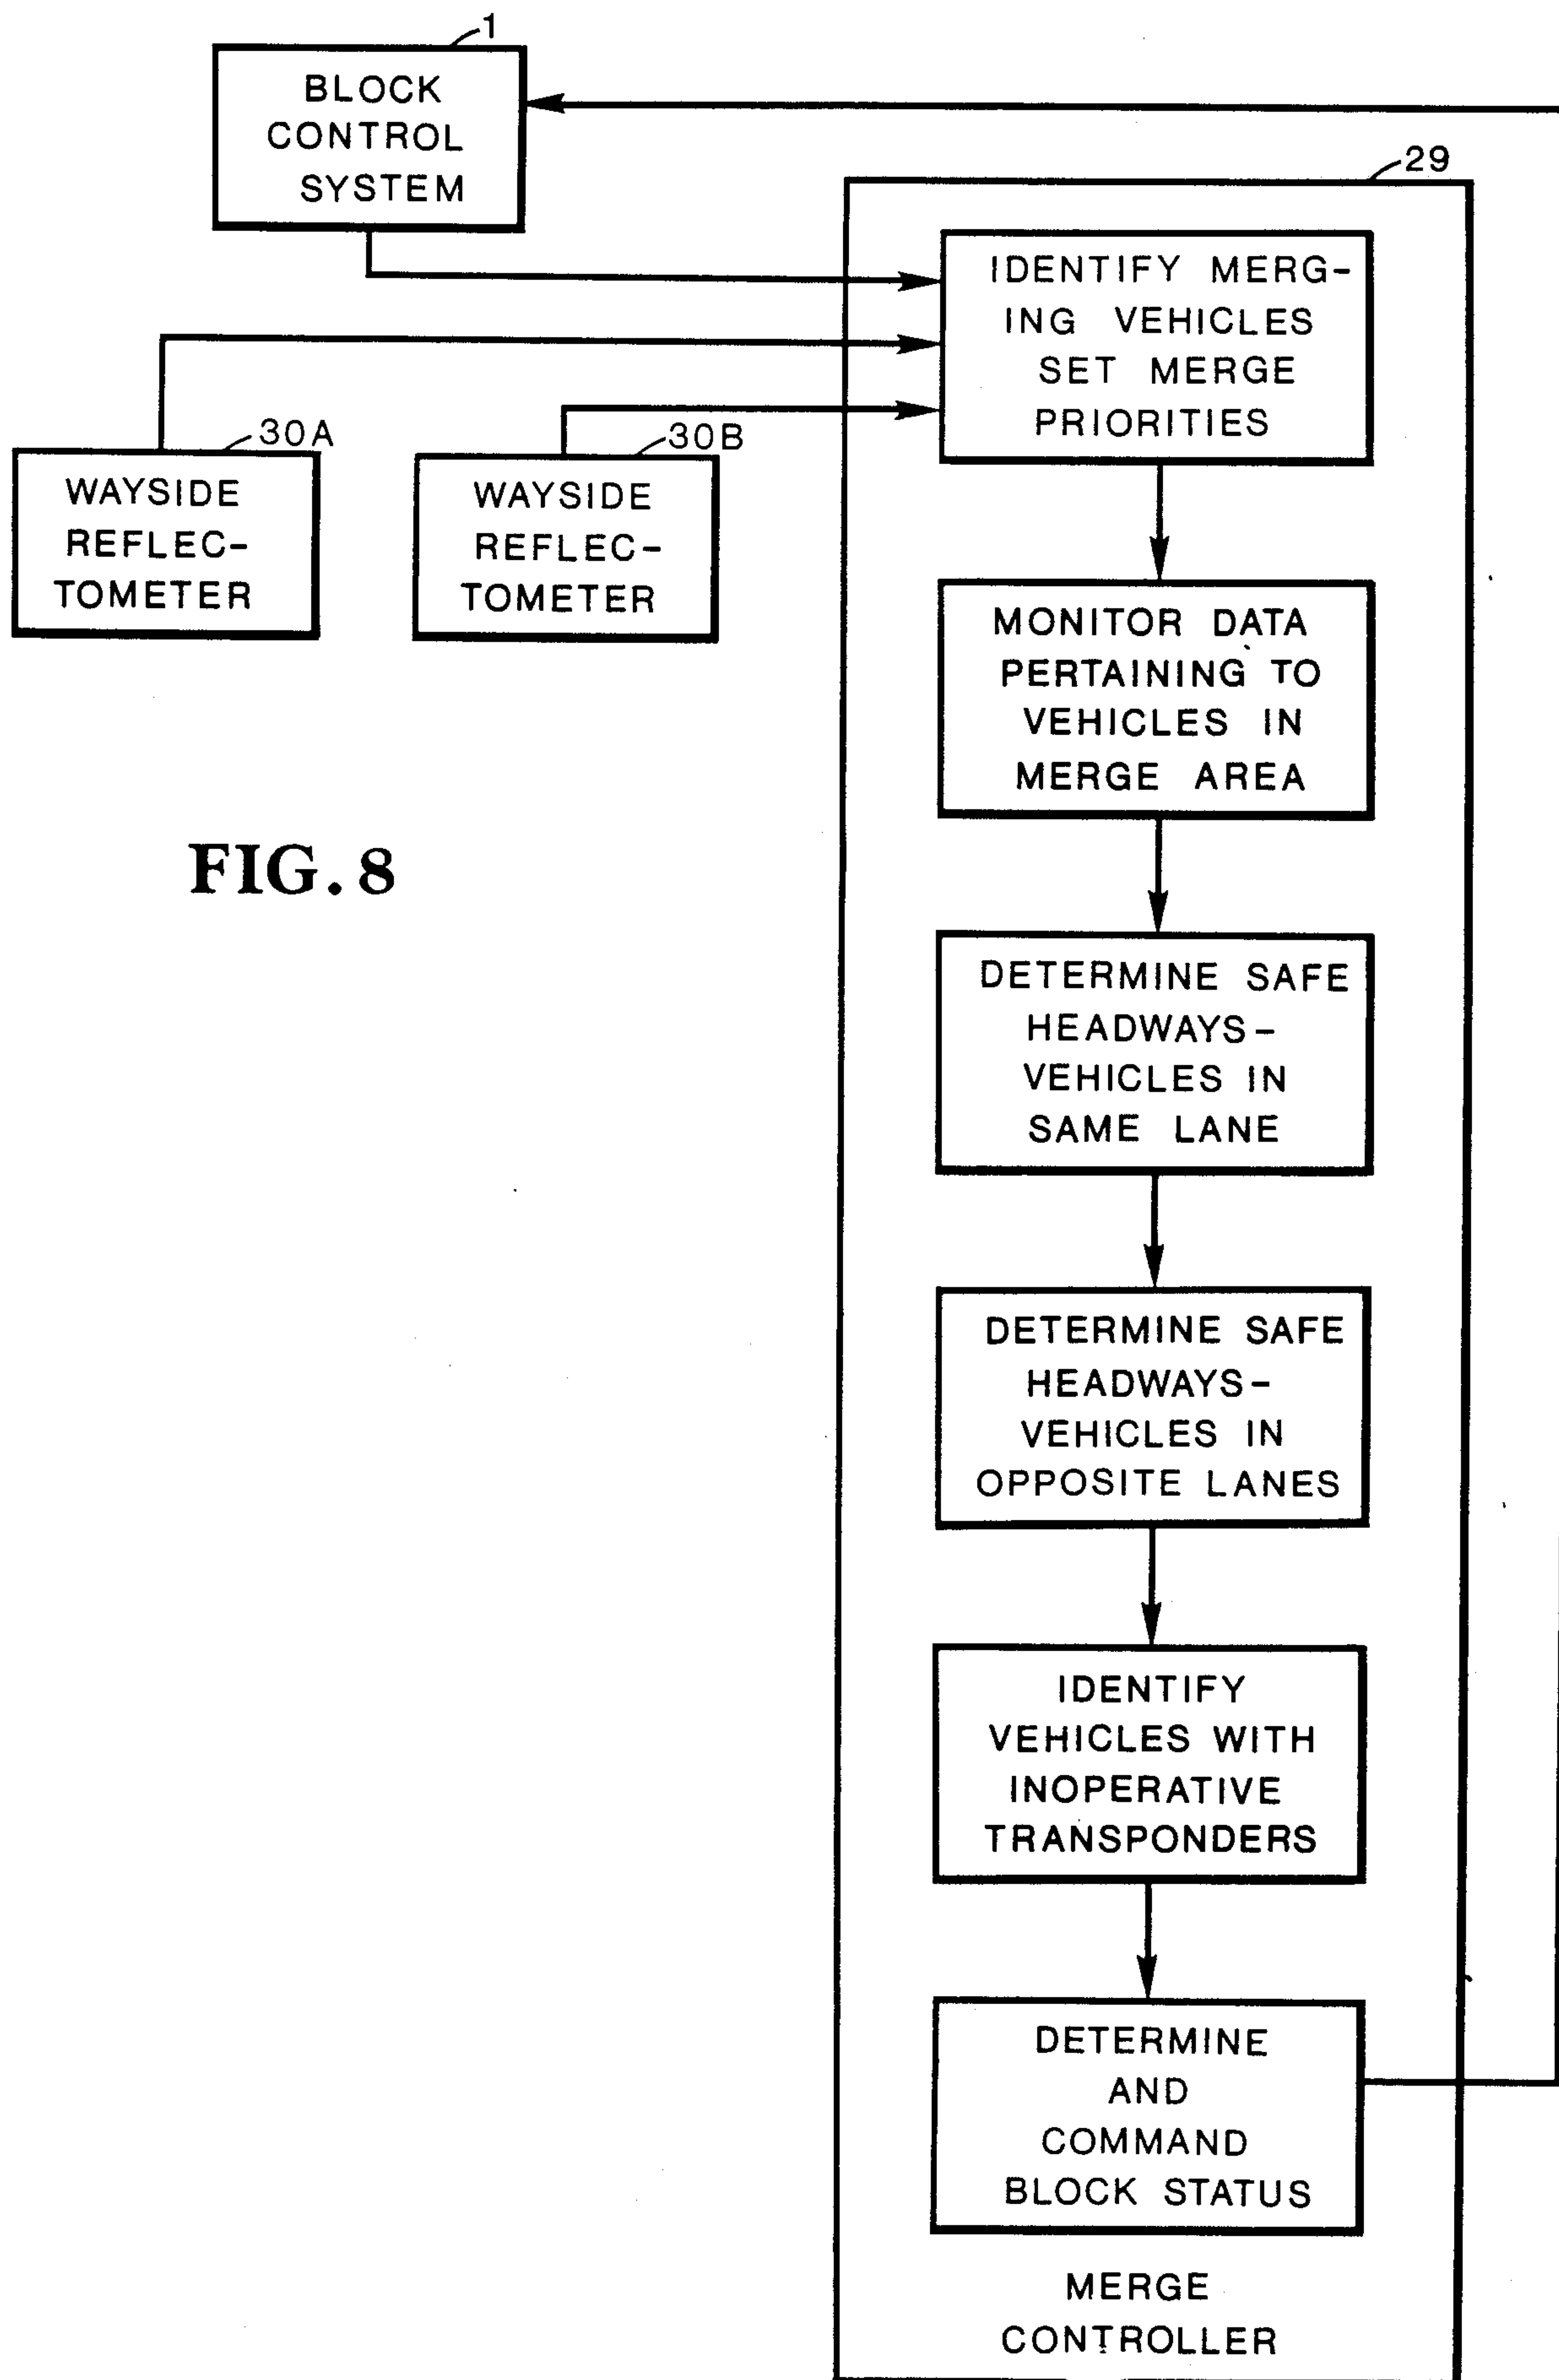 1
BLOCK
CONTROL
SYSTEM
29
IDENTIFY MERG-
ING VEHICLES
SET MERGE
PRIORITIES
30A
WAYSIDE
REFLEC-
TOMETER
30B
WAYSIDE
REFLEC-
TOMETER
MONITOR DATA
PERTAINING TO
VEHICLES IN
MERGE AREA
FIG. 8
DETERMINE SAFE
HEADWAYS-
VEHICLES IN
SAME LANE
DETERMINE SAFE
HEADWAYS-
VEHICLES IN
OPPOSITE LANES
IDENTIFY
VEHICLES WITH
INOPERATIVE
TRANSPONDERS
DETERMINE
AND
COMMAND
BLOCK STATUS
MERGE
CONTROLLER